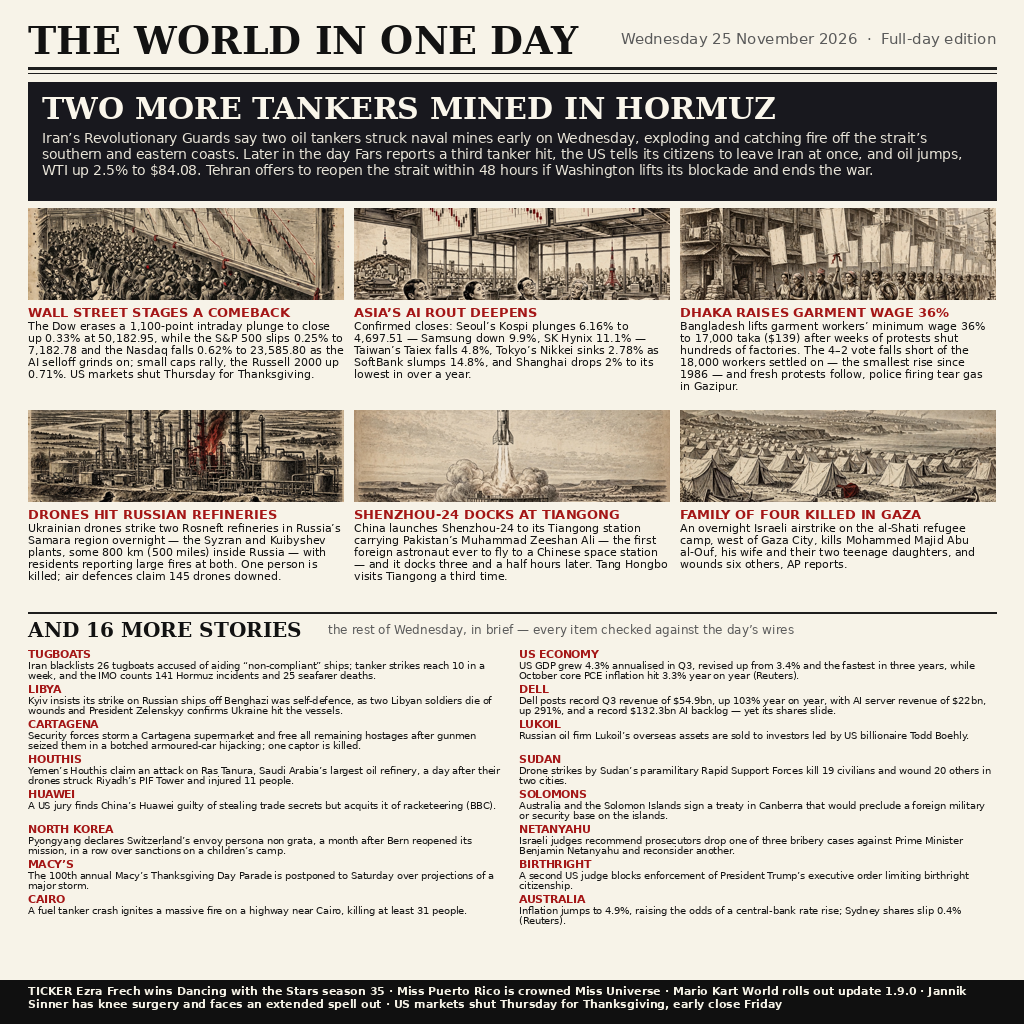 THE WORLD IN ONE DAY
Wednesday 25 November 2026 · Full-day edition
TWO MORE TANKERS MINED IN HORMUZ
Iran’s Revolutionary Guards say two oil tankers struck naval mines early on Wednesday, exploding and catching fire off the strait’s
southern and eastern coasts. Later in the day Fars reports a third tanker hit, the US tells its citizens to leave Iran at once, and oil jumps,
WTI up 2.5% to $84.08. Tehran offers to reopen the strait within 48 hours if Washington lifts its blockade and ends the war.
WALL STREET STAGES A COMEBACK
The Dow erases a 1,100-point intraday plunge to close
up 0.33% at 50,182.95, while the S&P 500 slips 0.25% to
7,182.78 and the Nasdaq falls 0.62% to 23,585.80 as the
AI selloff grinds on; small caps rally, the Russell 2000 up
0.71%. US markets shut Thursday for Thanksgiving.
ASIA’S AI ROUT DEEPENS
Confirmed closes: Seoul’s Kospi plunges 6.16% to
4,697.51 — Samsung down 9.9%, SK Hynix 11.1% —
Taiwan’s Taiex falls 4.8%, Tokyo’s Nikkei sinks 2.78% as
SoftBank slumps 14.8%, and Shanghai drops 2% to its
lowest in over a year.
DHAKA RAISES GARMENT WAGE 36%
Bangladesh lifts garment workers’ minimum wage 36%
to 17,000 taka ($139) after weeks of protests shut
hundreds of factories. The 4–2 vote falls short of the
18,000 workers settled on — the smallest rise since
1986 — and fresh protests follow, police firing tear gas
in Gazipur.
DRONES HIT RUSSIAN REFINERIES
Ukrainian drones strike two Rosneft refineries in Russia’s
Samara region overnight — the Syzran and Kuibyshev
plants, some 800 km (500 miles) inside Russia — with
residents reporting large fires at both. One person is
killed; air defences claim 145 drones downed.
SHENZHOU-24 DOCKS AT TIANGONG
China launches Shenzhou-24 to its Tiangong station
carrying Pakistan’s Muhammad Zeeshan Ali — the first
foreign astronaut ever to fly to a Chinese space station
— and it docks three and a half hours later. Tang Hongbo
visits Tiangong a third time.
FAMILY OF FOUR KILLED IN GAZA
An overnight Israeli airstrike on the al-Shati refugee
camp, west of Gaza City, kills Mohammed Majid Abu
al-Ouf, his wife and their two teenage daughters, and
wounds six others, AP reports.
AND 16 MORE STORIES
the rest of Wednesday, in brief — every item checked against the day’s wires
TUGBOATS
Iran blacklists 26 tugboats accused of aiding “non-compliant” ships; tanker strikes reach 10 in a
week, and the IMO counts 141 Hormuz incidents and 25 seafarer deaths.
LIBYA
Kyiv insists its strike on Russian ships off Benghazi was self-defence, as two Libyan soldiers die of
wounds and President Zelenskyy confirms Ukraine hit the vessels.
CARTAGENA
Security forces storm a Cartagena supermarket and free all remaining hostages after gunmen
seized them in a botched armoured-car hijacking; one captor is killed.
HOUTHIS
Yemen’s Houthis claim an attack on Ras Tanura, Saudi Arabia’s largest oil refinery, a day after their
drones struck Riyadh’s PIF Tower and injured 11 people.
HUAWEI
A US jury finds China’s Huawei guilty of stealing trade secrets but acquits it of racketeering (BBC).
NORTH KOREA
Pyongyang declares Switzerland’s envoy persona non grata, a month after Bern reopened its
mission, in a row over sanctions on a children’s camp.
MACY’S
The 100th annual Macy’s Thanksgiving Day Parade is postponed to Saturday over projections of a
major storm.
CAIRO
A fuel tanker crash ignites a massive fire on a highway near Cairo, killing at least 31 people.
US ECONOMY
US GDP grew 4.3% annualised in Q3, revised up from 3.4% and the fastest in three years, while
October core PCE inflation hit 3.3% year on year (Reuters).
DELL
Dell posts record Q3 revenue of $54.9bn, up 103% year on year, with AI server revenue of $22bn,
up 291%, and a record $132.3bn AI backlog — yet its shares slide.
LUKOIL
Russian oil firm Lukoil’s overseas assets are sold to investors led by US billionaire Todd Boehly.
SUDAN
Drone strikes by Sudan’s paramilitary Rapid Support Forces kill 19 civilians and wound 20 others in
two cities.
SOLOMONS
Australia and the Solomon Islands sign a treaty in Canberra that would preclude a foreign military
or security base on the islands.
NETANYAHU
Israeli judges recommend prosecutors drop one of three bribery cases against Prime Minister
Benjamin Netanyahu and reconsider another.
BIRTHRIGHT
A second US judge blocks enforcement of President Trump’s executive order limiting birthright
citizenship.
AUSTRALIA
Inflation jumps to 4.9%, raising the odds of a central-bank rate rise; Sydney shares slip 0.4%
(Reuters).
TICKER Ezra Frech wins Dancing with the Stars season 35 · Miss Puerto Rico is crowned Miss Universe · Mario Kart World rolls out update 1.9.0 · Jannik
Sinner has knee surgery and faces an extended spell out · US markets shut Thursday for Thanksgiving, early close Friday